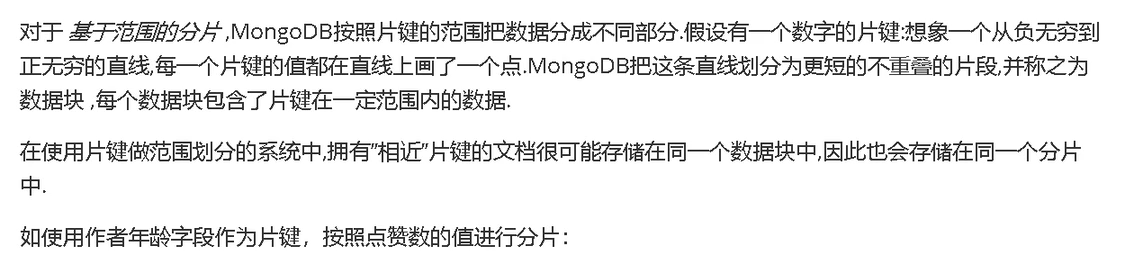 对于 基于范围的分片 ,MongoDB按照片键的范围把数据分成不同部分.假设有一个数字的片键:想象一个从负无穷到
正无穷的直线,每一个片键的值都在直线上画了一个点.MongoDB把这条直线划分为更短的不重叠的片段,并称之为
数据块 ,每个数据块包含了片键在一定范围内的数据.
在使用片键做范围划分的系统中,拥有"相近"片键的文档很可能存储在同一个数据块中,因此也会存储在同一个分片
中.
如使用作者年龄字段作为片键，按照点赞数的值进行分片：